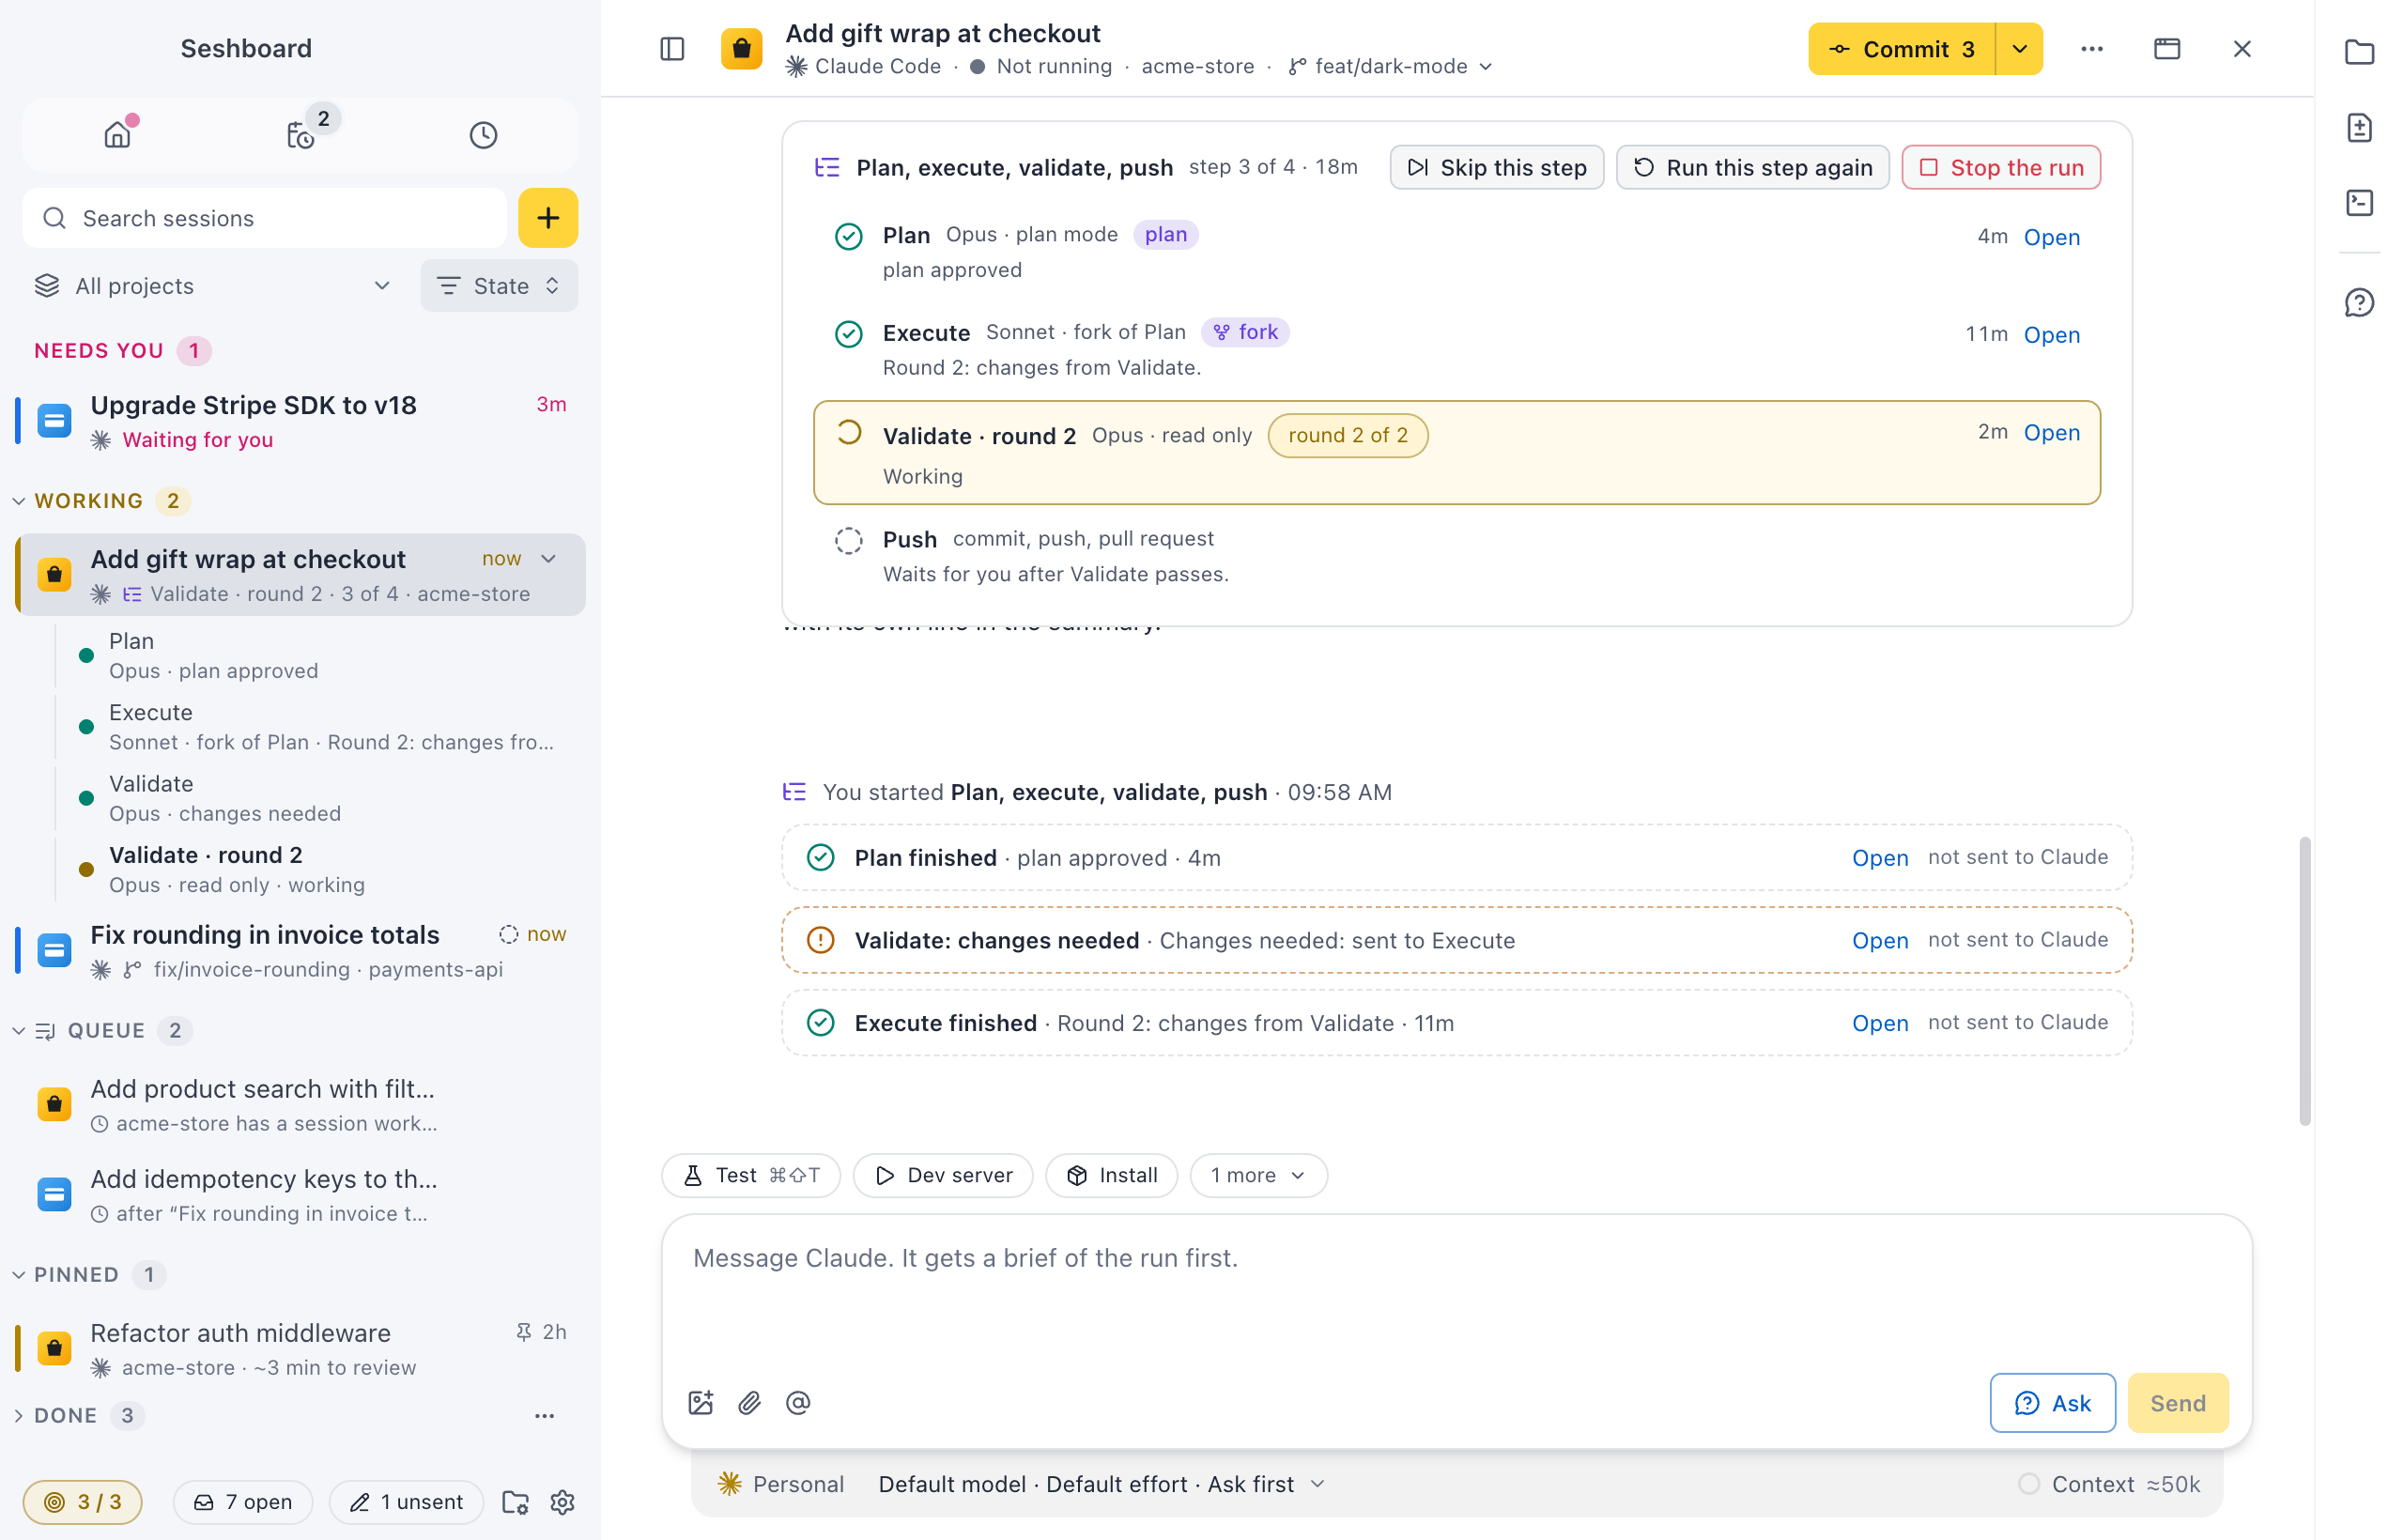 Seshboard
2
Search sessions
All projects
State
NEEDS YOU 1
Upgrade Stripe SDK to v18 3m
Waiting for you
WORKING 2
Add gift wrap at checkout now
Validate · round 2 · 3 of 4 · acme-store
Plan
Opus · plan approved
Execute
Sonnet · fork of Plan · Round 2: changes fro...
Validate
Opus · changes needed
Validate · round 2
Opus · read only · working
Fix rounding in invoice totals now
fix/invoice-rounding · payments-api
QUEUE 2
Add product search with filt...
acme-store has a session work...
Add idempotency keys to th...
after “Fix rounding in invoice t...
PINNED 1
Refactor auth middleware 2h
acme-store · ~3 min to review
DONE 3
3 / 3
7 open
1 unsent
Add gift wrap at checkout
Claude Code · Not running · acme-store · feat/dark-mode
Commit 3
Plan, execute, validate, push step 3 of 4 · 18m Skip this step Run this step again Stop the run
Plan Opus · plan mode plan 4m Open
plan approved
Execute Sonnet · fork of Plan fork 11m Open
Round 2: changes from Validate.
Validate · round 2 Opus · read only round 2 of 2 2m Open
Working
Push commit, push, pull request
Waits for you after Validate passes.
with its own line in the summary.
You started Plan, execute, validate, push · 09:58 AM
Plan finished · plan approved · 4m Open not sent to Claude
Validate: changes needed · Changes needed: sent to Execute Open not sent to Claude
Execute finished · Round 2: changes from Validate · 11m Open not sent to Claude
Test ⌘⇧T Dev server Install 1 more
Message Claude. It gets a brief of the run first.
Ask Send
Personal Default model · Default effort · Ask first Context ≈50k